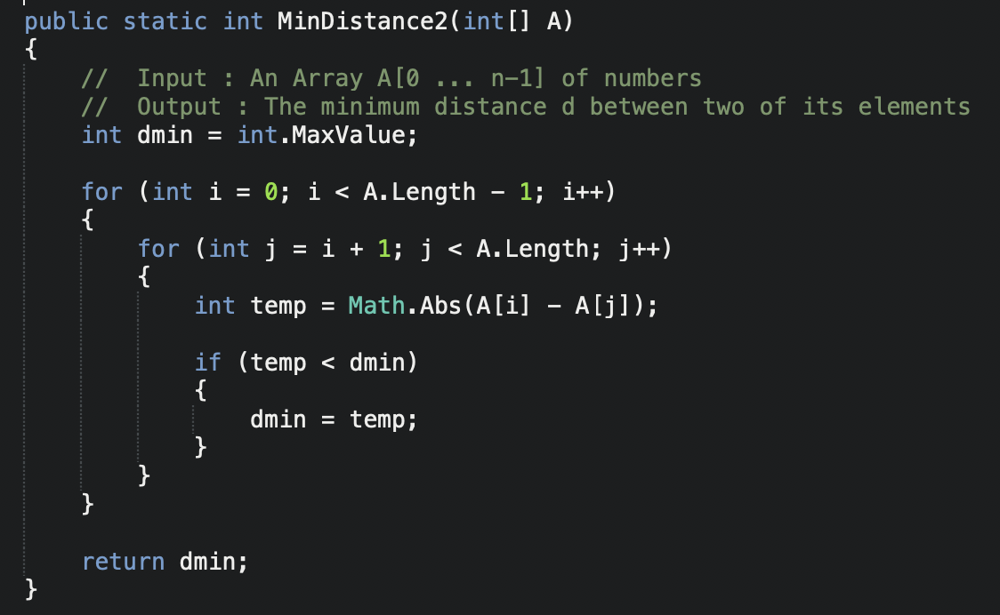 public static int MinDistance2(int[] A)
{
    //  Input : An Array A[0 ... n-1] of numbers
    //  Output : The minimum distance d between two of its elements
    int dmin = int.MaxValue;

    for (int i = 0; i < A.Length - 1; i++)
    {
        for (int j = i + 1; j < A.Length; j++)
        {
            int temp = Math.Abs(A[i] - A[j]);

            if (temp < dmin)
            {
                dmin = temp;
            }
        }
    }

    return dmin;
}